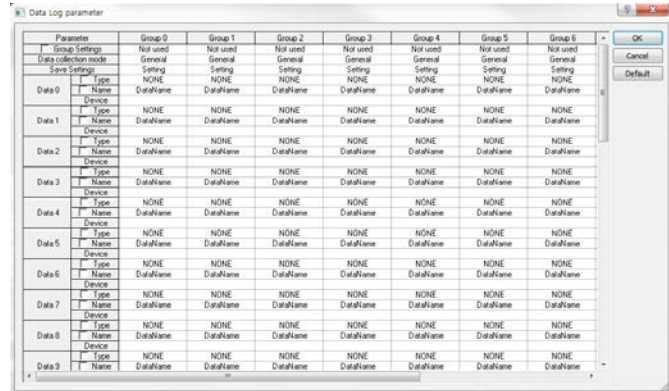 Data Log parameter
Parameter Group 0 Group 1 Group 2 Group 3 Group 4 Group 5 Group 6
Group Settings Not used Not used Not used Not used Not used Not used Not used
Data collection mode General General General General General General General
Save Settings Setting Setting Setting Setting Setting Setting Setting
Type NONE NONE NONE NONE NONE NONE NONE
Data 0 Name DataName DataName DataName DataName DataName DataName DataName
Device
Type NONE NONE NONE NONE NONE NONE NONE
Data 1 Name DataName DataName DataName DataName DataName DataName DataName
Device
Type NONE NONE NONE NONE NONE NONE NONE
Data 2 Name DataName DataName DataName DataName DataName DataName DataName
Device
Type NONE NONE NONE NONE NONE NONE NONE
Data 3 Name DataName DataName DataName DataName DataName DataName DataName
Device
Type NONE NONE NONE NONE NONE NONE NONE
Data 4 Name DataName DataName DataName DataName DataName DataName DataName
Device
Type NONE NONE NONE NONE NONE NONE NONE
Data 5 Name DataName DataName DataName DataName DataName DataName DataName
Device
Type NONE NONE NONE NONE NONE NONE NONE
Data 6 Name DataName DataName DataName DataName DataName DataName DataName
Device
Type NONE NONE NONE NONE NONE NONE NONE
Data 7 Name DataName DataName DataName DataName DataName DataName DataName
Device
Type NONE NONE NONE NONE NONE NONE NONE
Data 8 Name DataName DataName DataName DataName DataName DataName DataName
Device
Type NONE NONE NONE NONE NONE NONE NONE
Data 9 Name DataName DataName DataName DataName DataName DataName DataName
OK
Cancel
Default